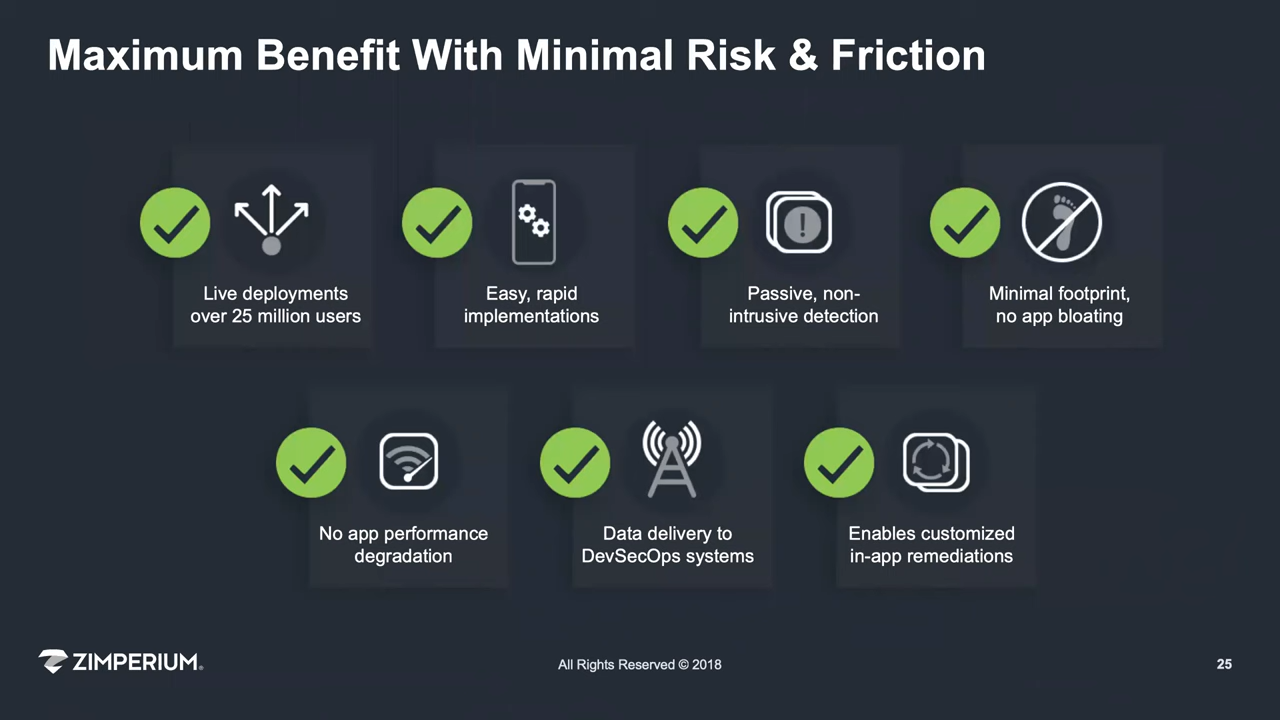 Maximum Benefit With Minimal Risk & Friction
Live deployments
over 25 million users
Easy, rapid
implementations
Passive, non-
intrusive detection
Minimal footprint,
no app bloating
No app performance
degradation
Data delivery to
DevSecOps systems
Enables customized
in-app remediations
ZIMPERIUM.
All Rights Reserved © 2018
25